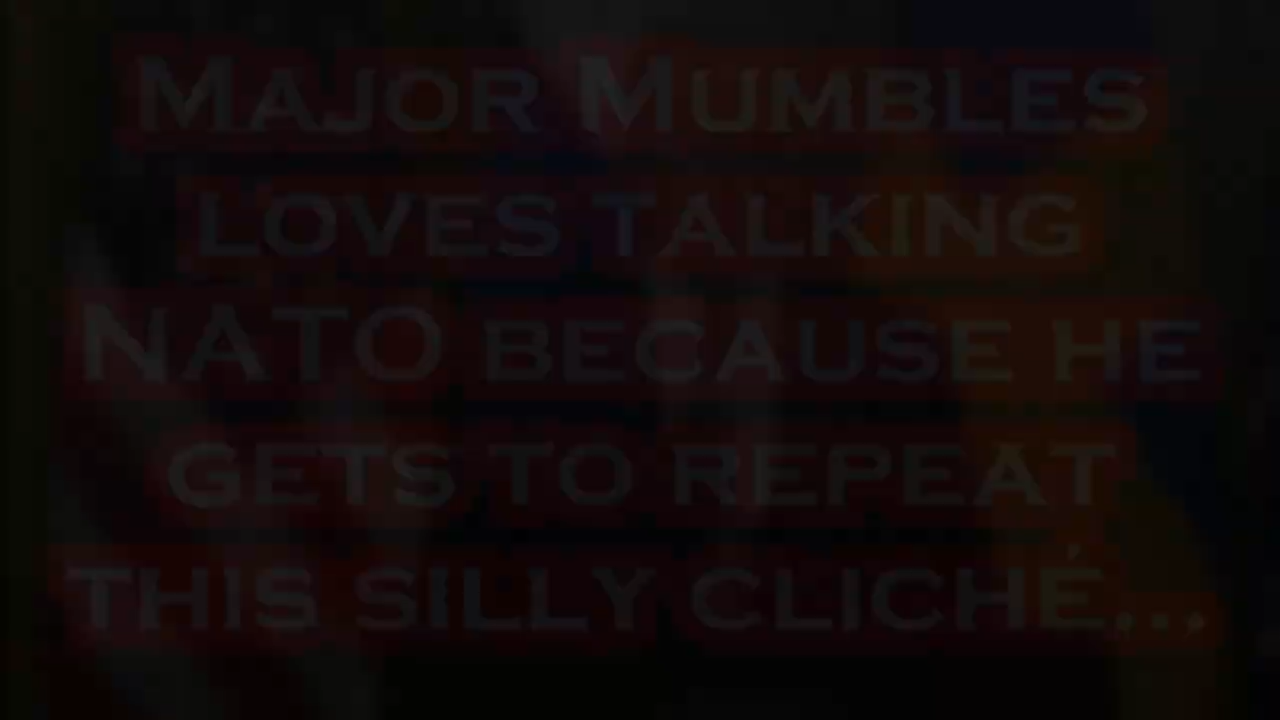 Major Mumbles
loves talking
NATO because he
gets to repeat
this silly cliché...